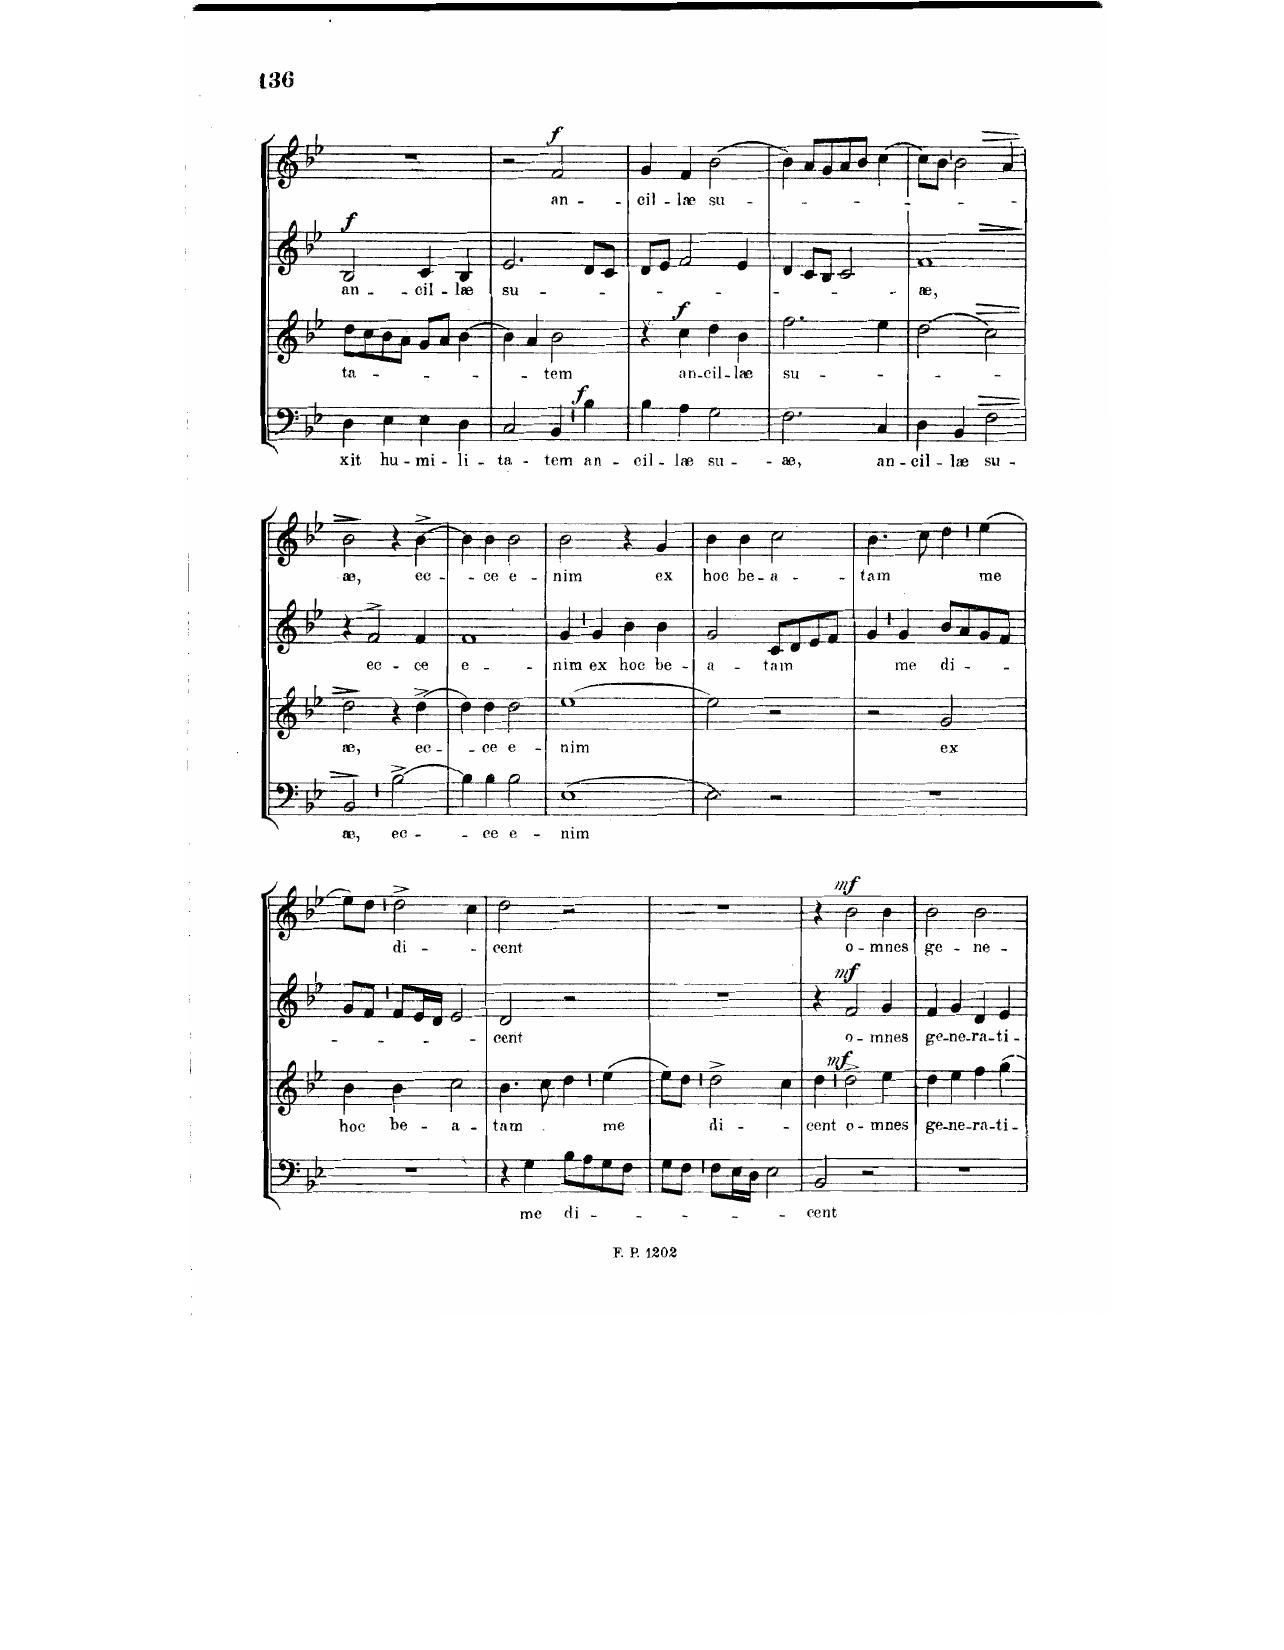 136
f
an - cil - læ su -
f
an - cil - læ su - æ,
f
ta - tem an - cil - læ su -
f
xit hu - mi - li - ta - tem an - cil - læ su - æ, an - cil - læ su -
æ, ec - ce e - nim ex hoc be - a - tam me
ec - ce e - nim ex hoc be - a - tam me di -
æ, ec - ce e - nim ex
æ, ec - ce e - nim
mf
di - cent o - mnes ge - ne -
mf
cent o - mnes ge - ne - ra - ti -
mf
hoc be - a - tam me di - cent o - mnes ge - ne - ra - ti -
me di - cent
F. P. 1202